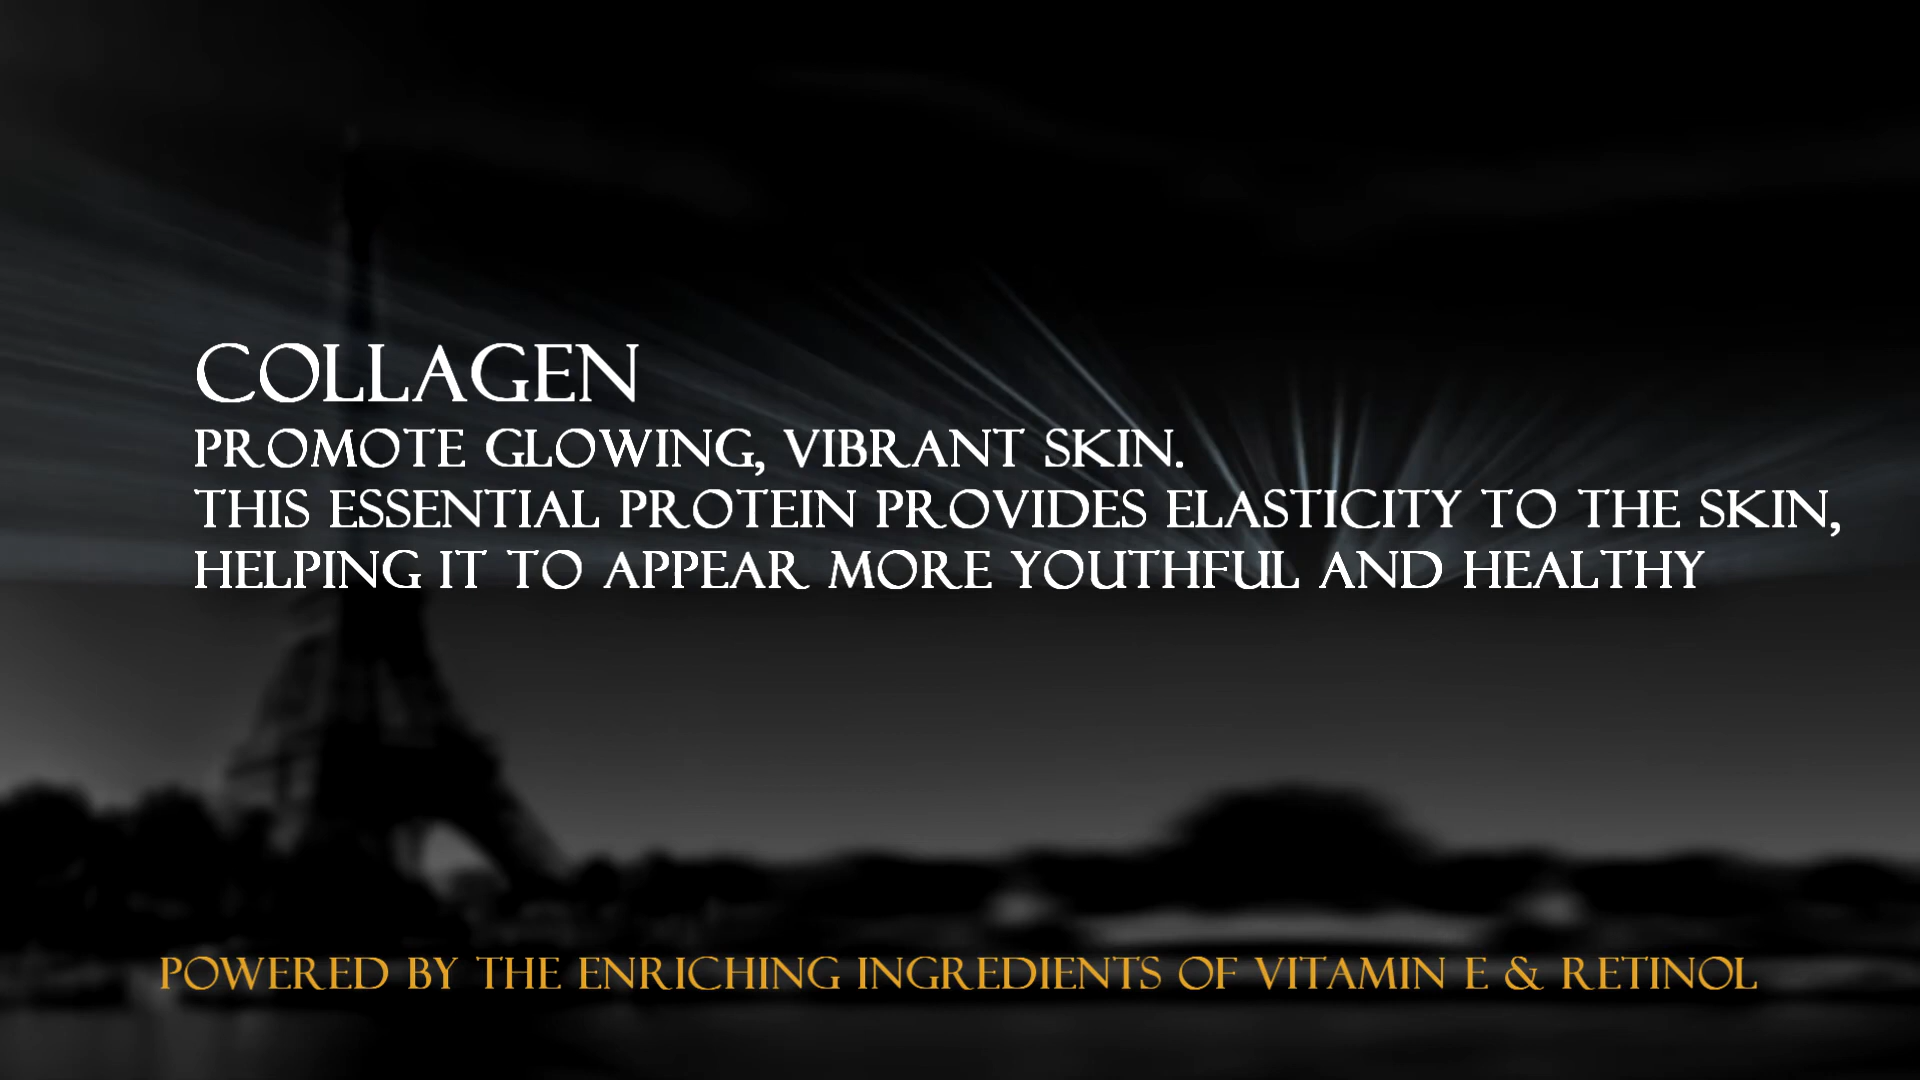 COLLAGEN
PROMOTE GLOWING, VIBRANT SKIN.
THIS ESSENTIAL PROTEIN PROVIDES ELASTICITY TO THE SKIN,
HELPING IT TO APPEAR MORE YOUTHFUL AND HEALTHY
POWERED BY THE ENRICHING INGREDIENTS OF VITAMIN E & RETINOL